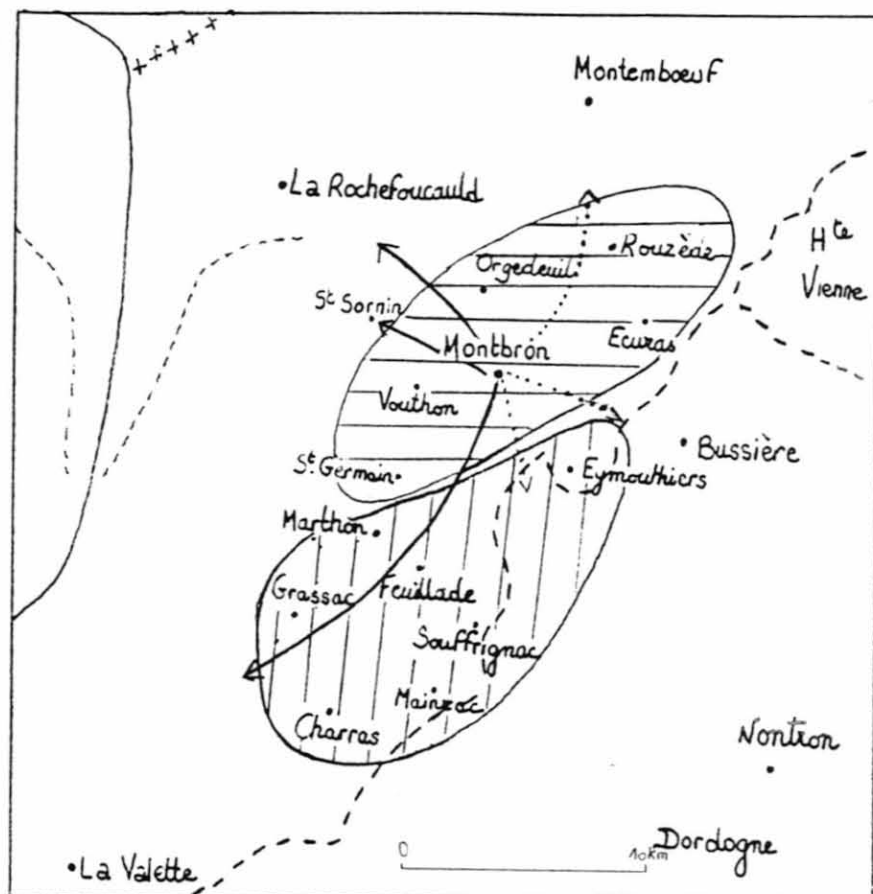 Montembœuf
La Rochefoucauld
Rouzède
Hte
Vienne
Orgedeuil
St Sornin
Ecuras
Montbron
Vouthon
Bussière
St Germain
Eymouthiers
Marthon
Feuillade
Grassac
Souffrignac
Mainzac
Charras
Nontron
Dordogne
0
10km
La Valette